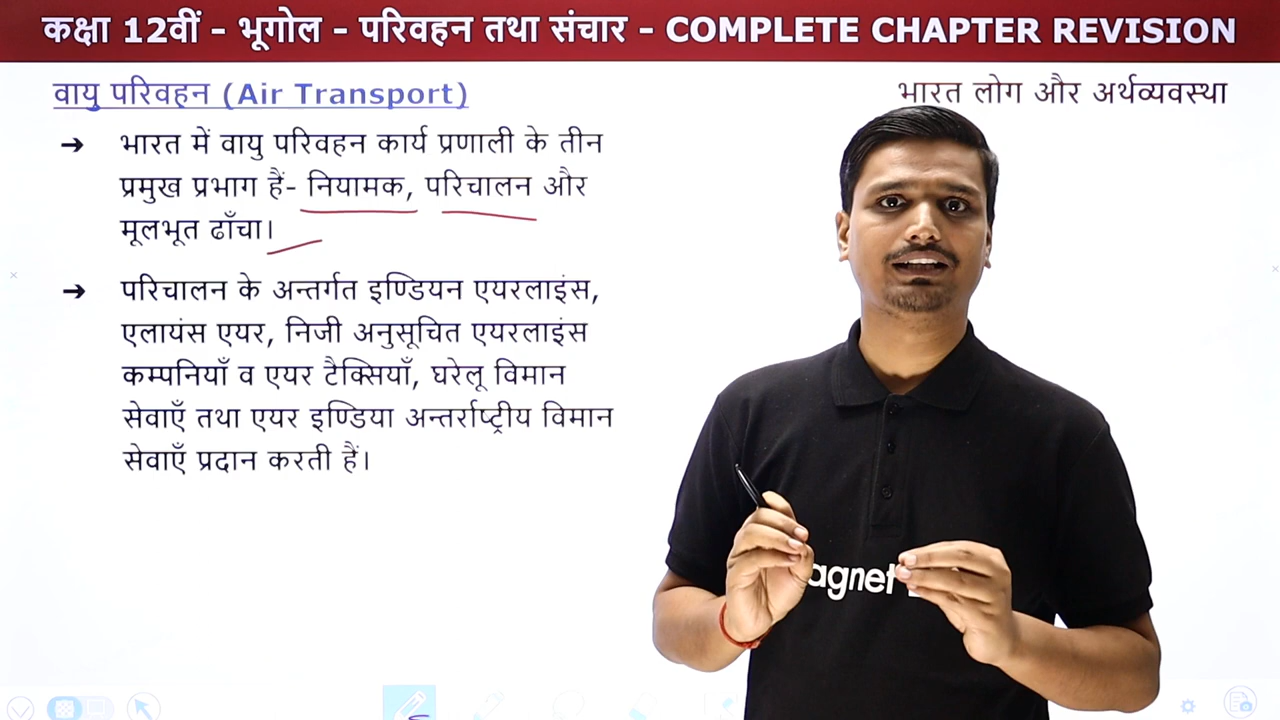 कक्षा 12वीं - भूगोल - परिवहन तथा संचार - COMPLETE CHAPTER REVISION
वायु परिवहन (Air Transport)
भारत लोग और अर्थव्यवस्था
➔ भारत में वायु परिवहन कार्य प्रणाली के तीन
प्रमुख प्रभाग हैं- नियामक, परिचालन और
मूलभूत ढाँचा।
➔ परिचालन के अन्तर्गत इण्डियन एयरलाइंस,
एलायंस एयर, निजी अनुसूचित एयरलाइंस
कम्पनियाँ व एयर टैक्सियाँ, घरेलू विमान
सेवाएँ तथा एयर इण्डिया अन्तर्राष्ट्रीय विमान
सेवाएँ प्रदान करती हैं।
agnet